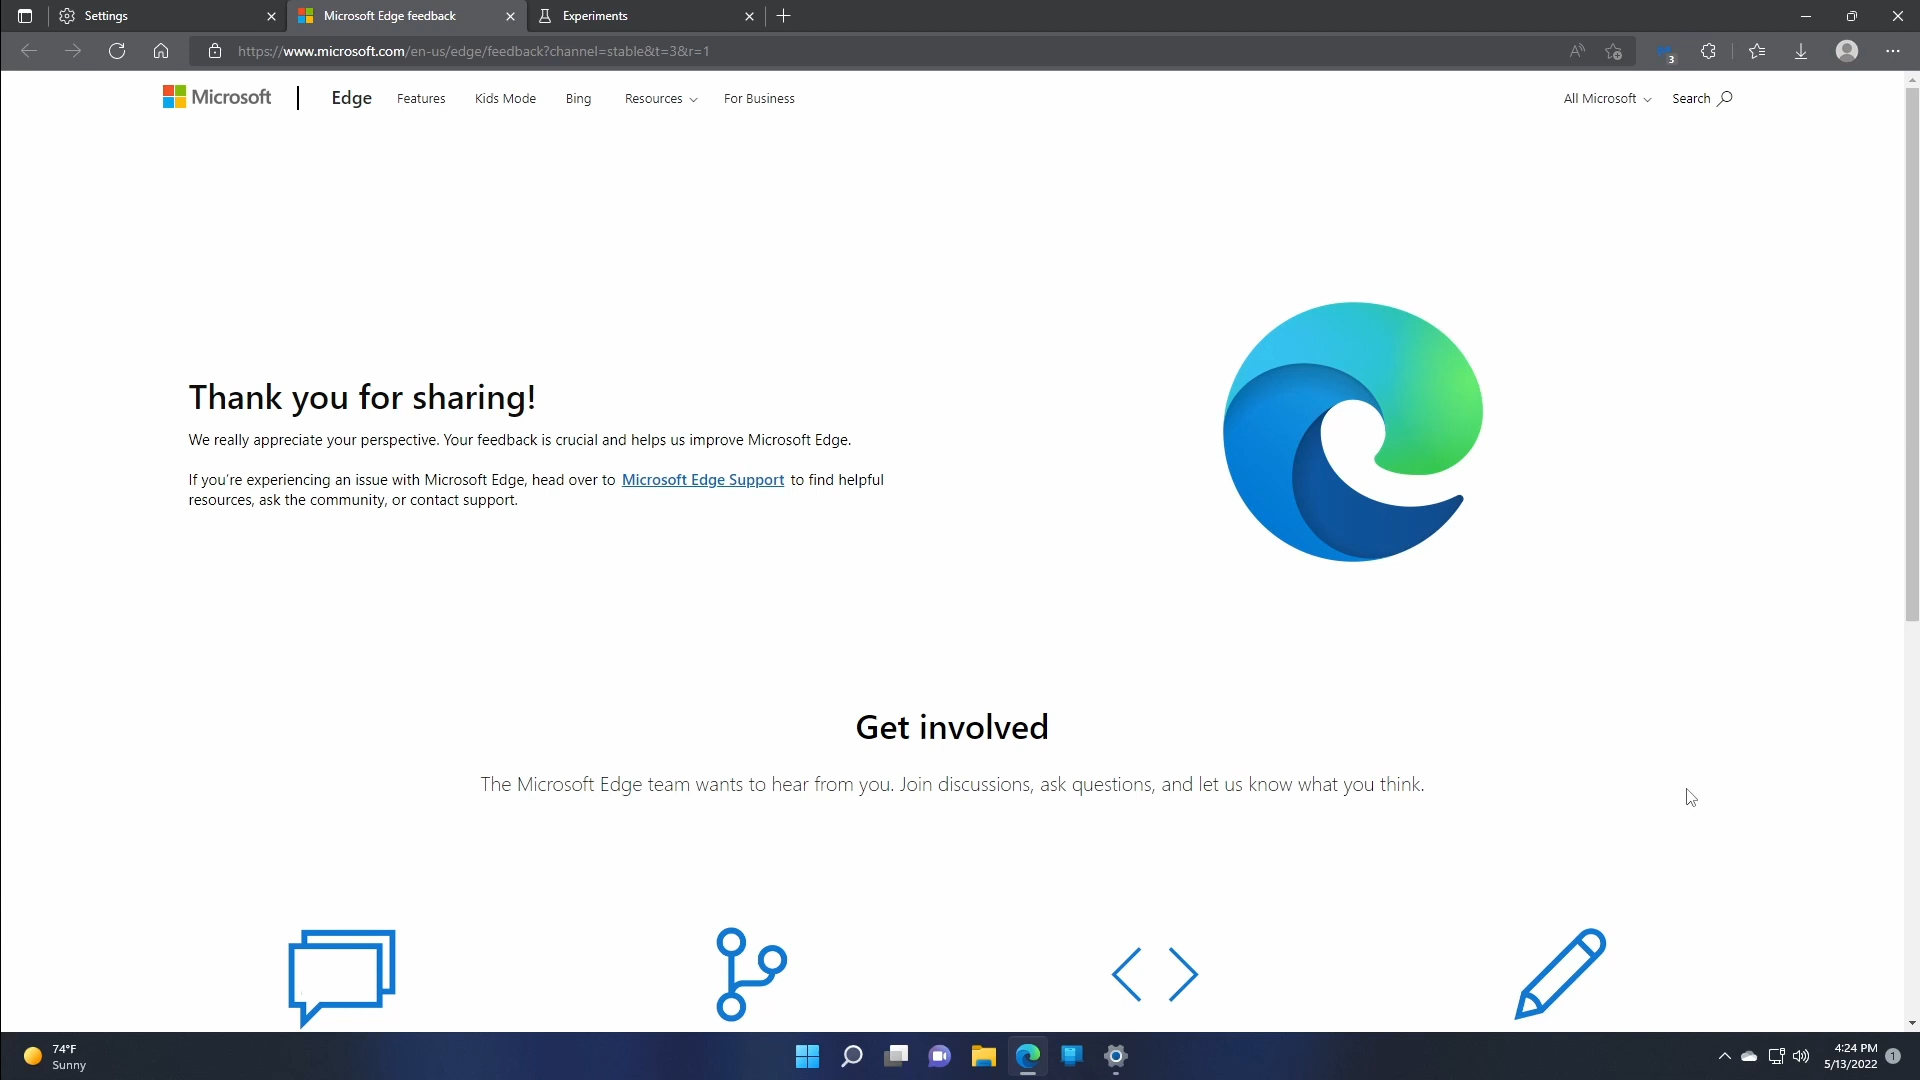 Settings
Microsoft Edge feedback
Experiments
https://www.microsoft.com/en-us/edge/feedback?channel=stable&t=3&r=1
3
Microsoft
Edge
Features
Kids Mode
Bing
Resources
For Business
All Microsoft
Search
Thank you for sharing!
We really appreciate your perspective. Your feedback is crucial and helps us improve Microsoft Edge.
If you're experiencing an issue with Microsoft Edge, head over to Microsoft Edge Support to find helpful
resources, ask the community, or contact support.
Get involved
The Microsoft Edge team wants to hear from you. Join discussions, ask questions, and let us know what you think.
74°F
Sunny
4:24 PM
5/13/2022
1